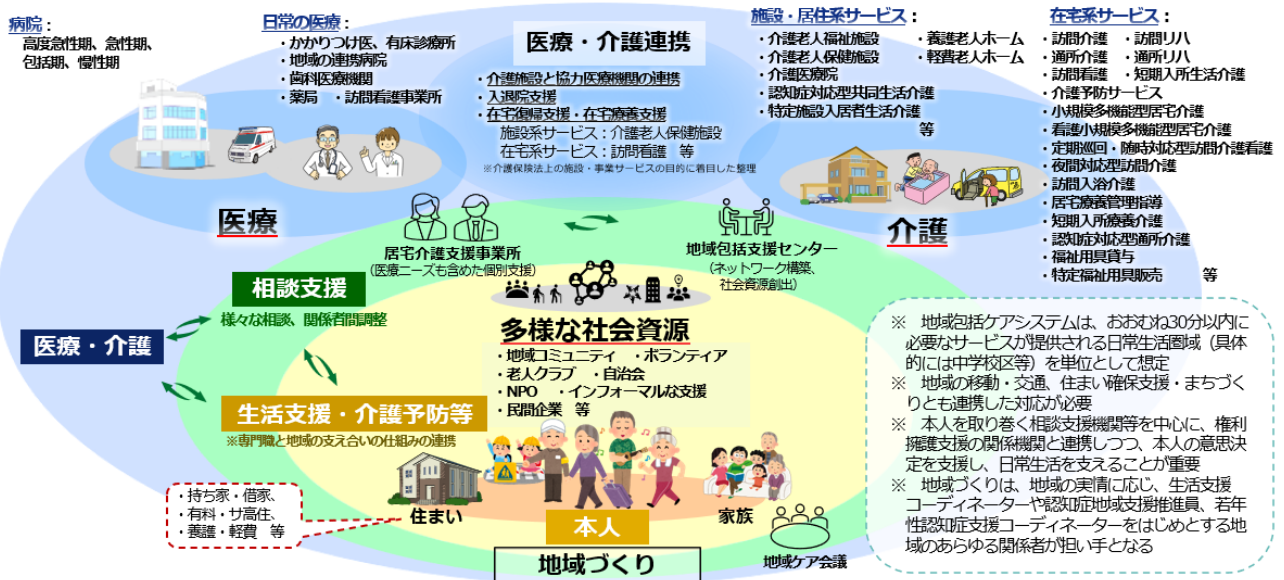 病院：
高度急性期、急性期、
包括期、慢性期
日常の医療：
・かかりつけ医、有床診療所
・地域の連携病院
・歯科医療機関
・薬局　・訪問看護事業所
医療・介護連携
・介護施設と協力医療機関の連携
・入退院支援
・在宅復帰支援・在宅療養支援
施設系サービス：介護老人保健施設
在宅系サービス：訪問看護　等
※介護保険法上の施設・事業サービスの目的に着目した整理
施設・居住系サービス：
・介護老人福祉施設　・養護老人ホーム
・介護老人保健施設　・軽費老人ホーム
・介護医療院
・認知症対応型共同生活介護
・特定施設入居者生活介護
等
在宅系サービス：
・訪問介護　・訪問リハ
・通所介護　・通所リハ
・訪問看護　・短期入所生活介護
・介護予防サービス
・小規模多機能型居宅介護
・看護小規模多機能型居宅介護
・定期巡回・随時対応型訪問介護看護
・夜間対応型訪問介護
・訪問入浴介護
・居宅療養管理指導
・短期入所療養介護
・認知症対応型通所介護
・福祉用具貸与
・特定福祉用具販売　等
医療
介護
居宅介護支援事業所
（医療ニーズも含めた個別支援）
地域包括支援センター
（ネットワーク構築、
社会資源創出）
相談支援
様々な相談、関係者間調整
医療・介護
多様な社会資源
・地域コミュニティ　・ボランティア
・老人クラブ　・自治会
・NPO　・インフォーマルな支援
・民間企業　等
生活支援・介護予防等
※専門職と地域の支え合いの仕組みの連携
・持ち家・借家、
・有料・サ高住、
・養護・軽費　等
住まい
本人
家族
地域づくり
地域ケア会議
※　地域包括ケアシステムは、おおむね30分以内に
必要なサービスが提供される日常生活圏域（具体
的には中学校区等）を単位として想定
※　地域の移動・交通、住まい確保支援・まちづく
りとも連携した対応が必要
※　本人を取り巻く相談支援機関等を中心に、権利
擁護支援の関係機関と連携しつつ、本人の意思決
定を支援し、日常生活を支えることが重要
※　地域づくりは、地域の実情に応じ、生活支援
コーディネーターや認知症地域支援推進員、若年
性認知症支援コーディネーターをはじめとする地
域のあらゆる関係者が担い手となる